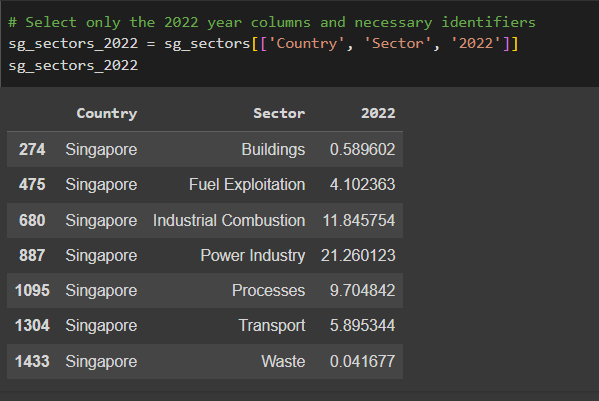 # Select only the 2022 year columns and necessary identifiers
sg_sectors_2022 = sg_sectors[['Country', 'Sector', '2022']]
sg_sectors_2022
Country Sector 2022
274 Singapore Buildings 0.589602
475 Singapore Fuel Exploitation 4.102363
680 Singapore Industrial Combustion 11.845754
887 Singapore Power Industry 21.260123
1095 Singapore Processes 9.704842
1304 Singapore Transport 5.895344
1433 Singapore Waste 0.041677